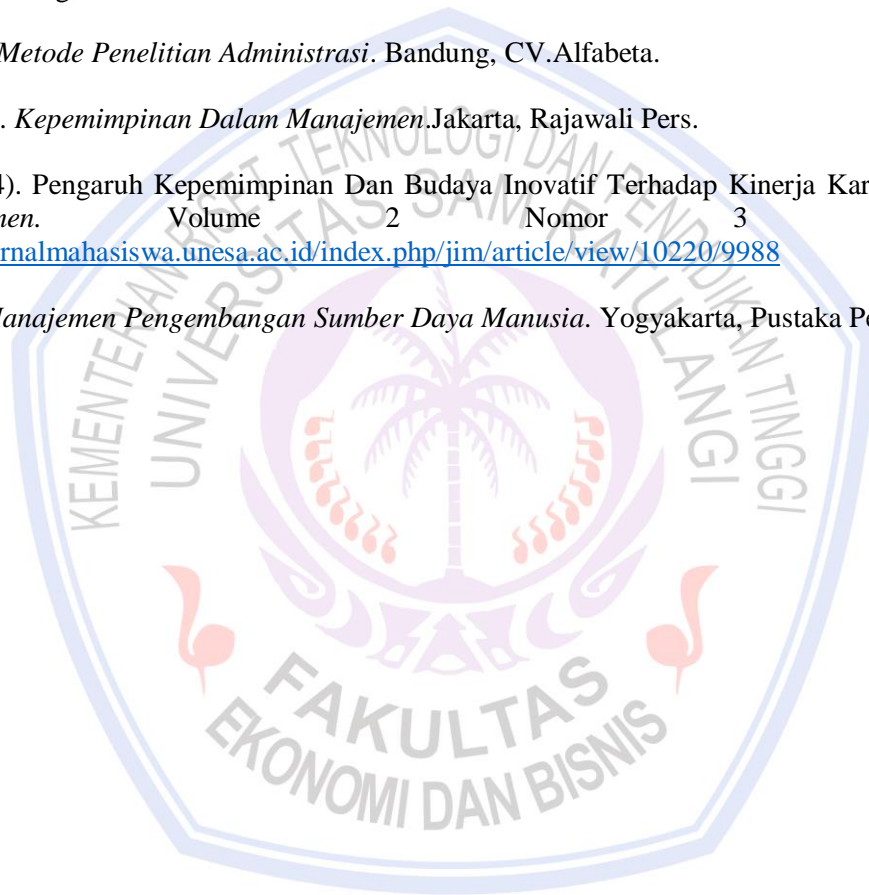 Metode Penelitian Administrasi. Bandung, CV.Alfabeta.
. Kepemimpinan Dalam Manajemen.Jakarta, Rajawali Pers.
4). Pengaruh Kepemimpinan Dan Budaya Inovatif Terhadap Kinerja Kar
men. Volume 2 Nomor 3
rnalmahasiswa.unesa.ac.id/index.php/jim/article/view/10220/9988
Manajemen Pengembangan Sumber Daya Manusia. Yogyakarta, Pustaka Pe
KEMENTERIAN RISET TEKNOLOGI DAN PENDIDIKAN TINGGI
UNIVERSITAS SAM RATULANGI
FAKULTAS
EKONOMI DAN BISNIS